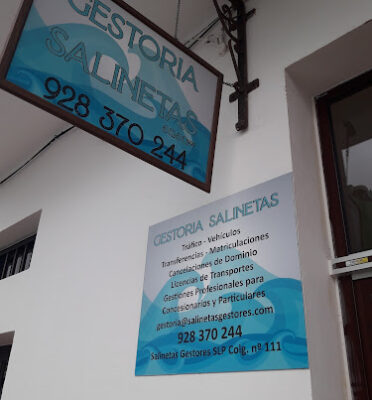 GESTORIA
SALINETAS
928 370 244
GESTORIA SALINETAS
Tráfico - Vehículos
Transferencias - Matriculaciones
Cancelaciones de Dominio
Licencias de Transportes
Gestiones Profesionales para
Concesionarios y Particulares
gestoria@salinetasgestores.com
928 370 244
Salinetas Gestores SLP Colg. nº 111